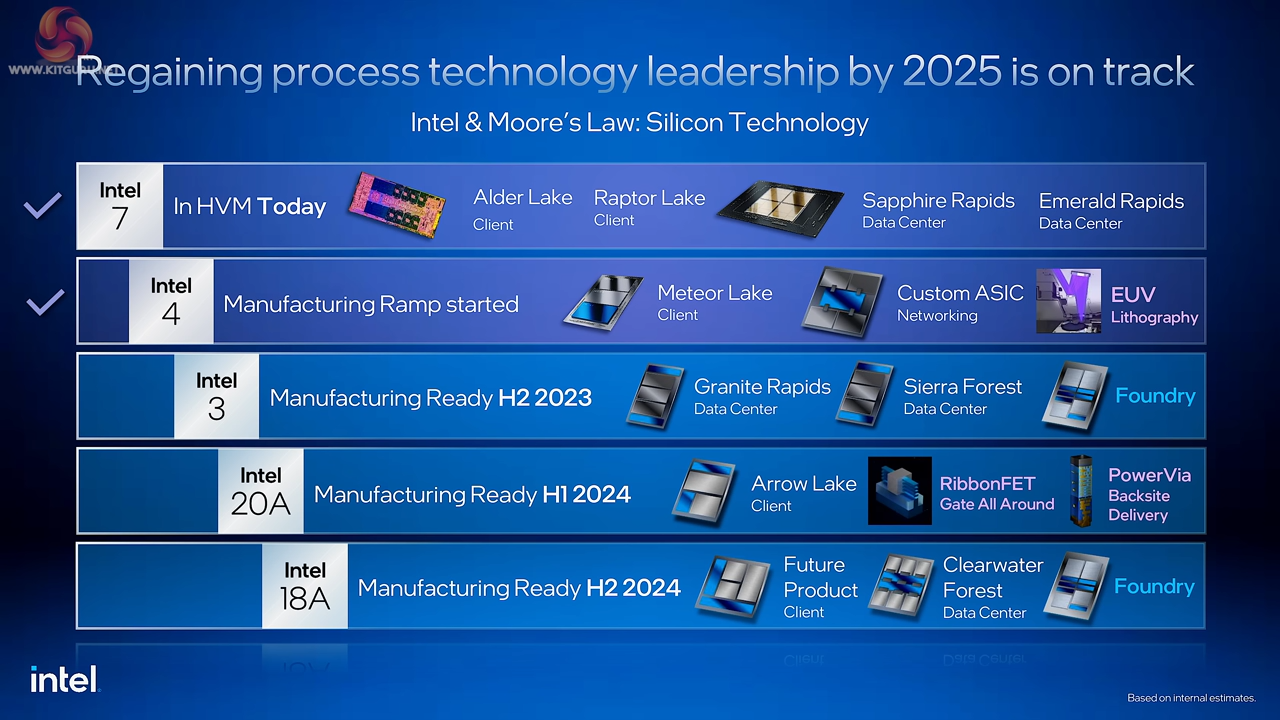 WWW.KITGURU.NET
Regaining process technology leadership by 2025 is on track
Intel & Moore's Law: Silicon Technology
Intel
7
In HVM Today
Alder Lake
Client
Raptor Lake
Client
Sapphire Rapids
Data Center
Emerald Rapids
Data Center
Intel
4
Manufacturing Ramp started
Meteor Lake
Client
Custom ASIC
Networking
EUV
Lithography
Intel
3
Manufacturing Ready H2 2023
Granite Rapids
Data Center
Sierra Forest
Data Center
Foundry
Intel
20A
Manufacturing Ready H1 2024
Arrow Lake
Client
RibbonFET
Gate All Around
PowerVia
Backsite
Delivery
Intel
18A
Manufacturing Ready H2 2024
Future
Product
Client
Clearwater
Forest
Data Center
Foundry
intel.
Based on internal estimates.